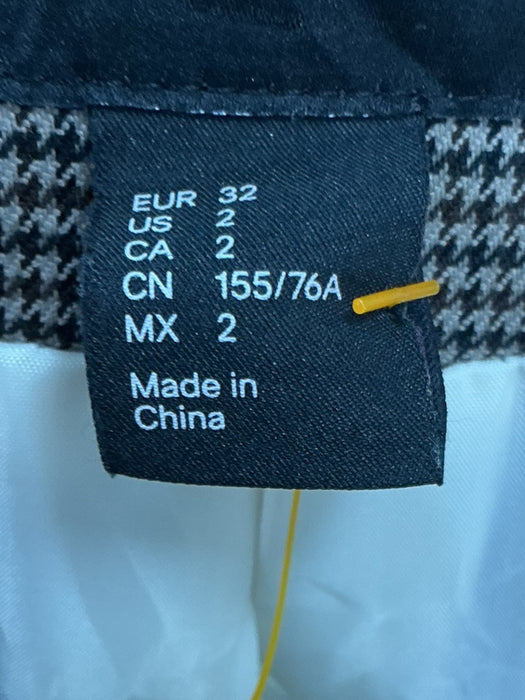 EUR 32
US 2
CA 2
CN 155/76A
MX 2
Made in
China